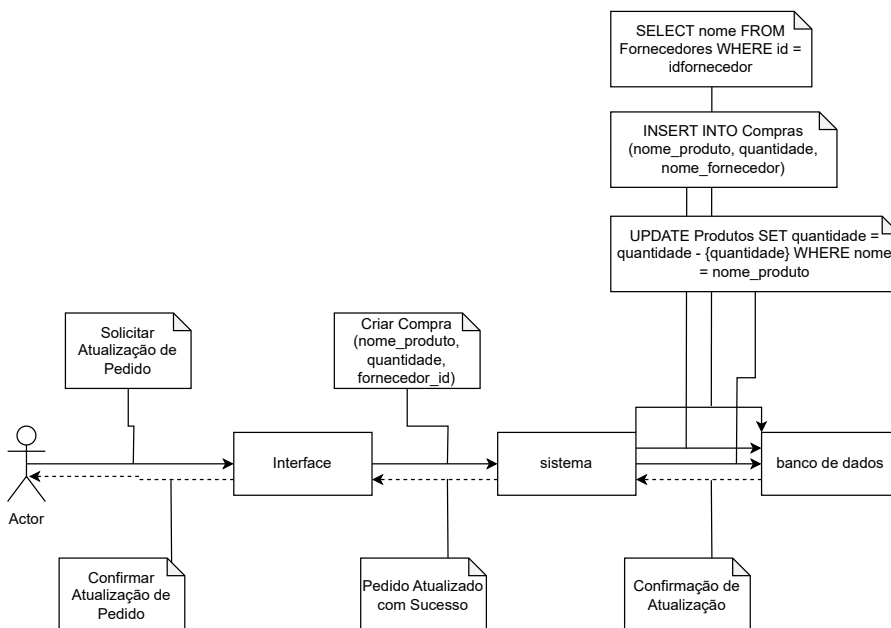 SELECT nome FROM
Fornecedores WHERE id =
idfornecedor
INSERT INTO Compras
(nome_produto, quantidade,
nome_fornecedor)
UPDATE Produtos SET quantidade =
quantidade - {quantidade} WHERE nome
= nome_produto
Solicitar
Atualização de
Pedido
Criar Compra
(nome_produto,
quantidade,
fornecedor_id)
Actor
Interface
sistema
banco de dados
Confirmar
Atualização de
Pedido
Pedido Atualizado
com Sucesso
Confirmação de
Atualização